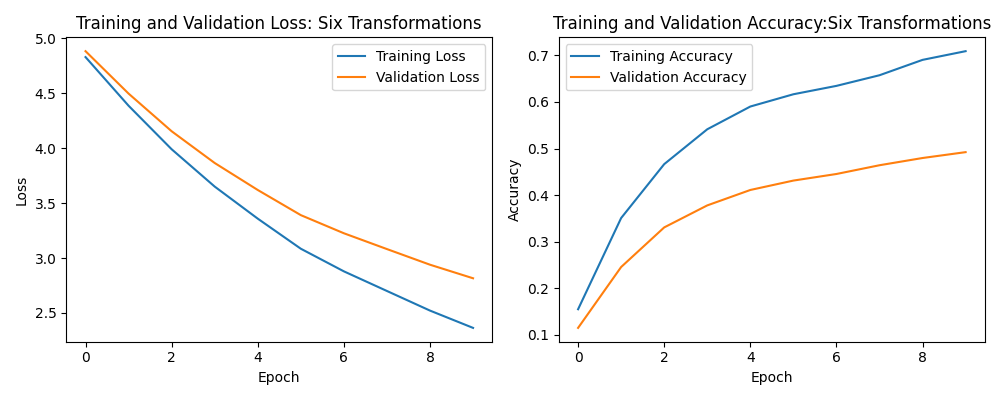 Training and Validation Loss: Six Transformations
5.0
4.5
4.0
3.5
3.0
2.5
Loss
Training Loss
Validation Loss
0 2 4 6 8
Epoch
Training and Validation Accuracy:Six Transformations
0.7
0.6
0.5
0.4
0.3
0.2
0.1
Accuracy
Training Accuracy
Validation Accuracy
0 2 4 6 8
Epoch